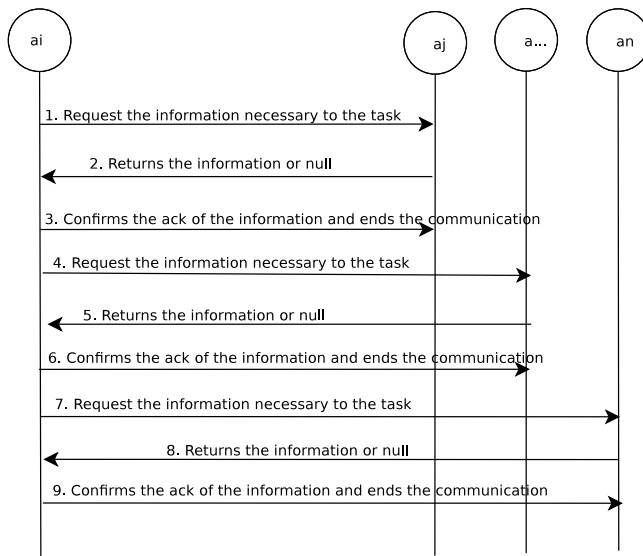 ai
aj
a...
an
1. Request the information necessary to the task
2. Returns the information or null
3. Confirms the ack of the information and ends the communication
4. Request the information necessary to the task
5. Returns the information or null
6. Confirms the ack of the information and ends the communication
7. Request the information necessary to the task
8. Returns the information or null
9. Confirms the ack of the information and ends the communication